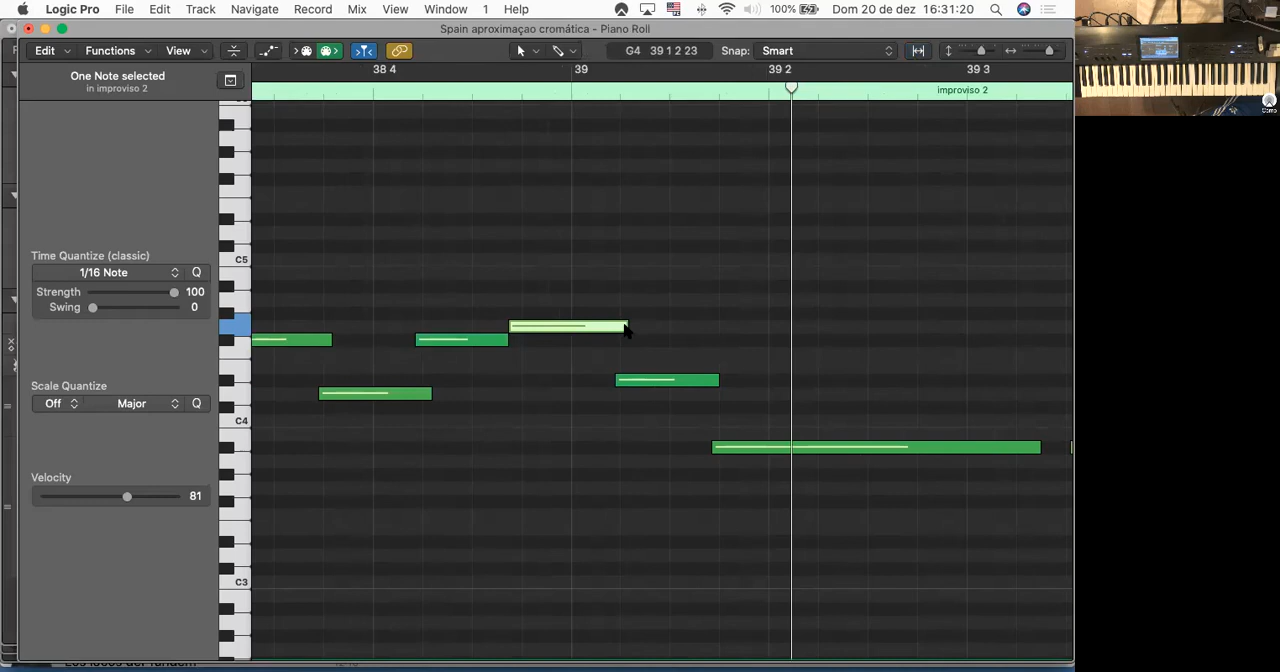 Logic Pro File Edit Track Navigate Record Mix View Window 1 Help 100% Dom 20 de dez 16:31:20
Spain aproximaçao cromática - Piano Roll
Edit Functions View G4 39 1 2 23 Snap: Smart
One Note selected
in improviso 2
38 4 39 39 2 39 3
improviso 2
Time Quantize (classic)
1/16 Note Q
Strength 100
Swing 0
Scale Quantize
Off Major Q
Velocity
81
C5
C4
C3